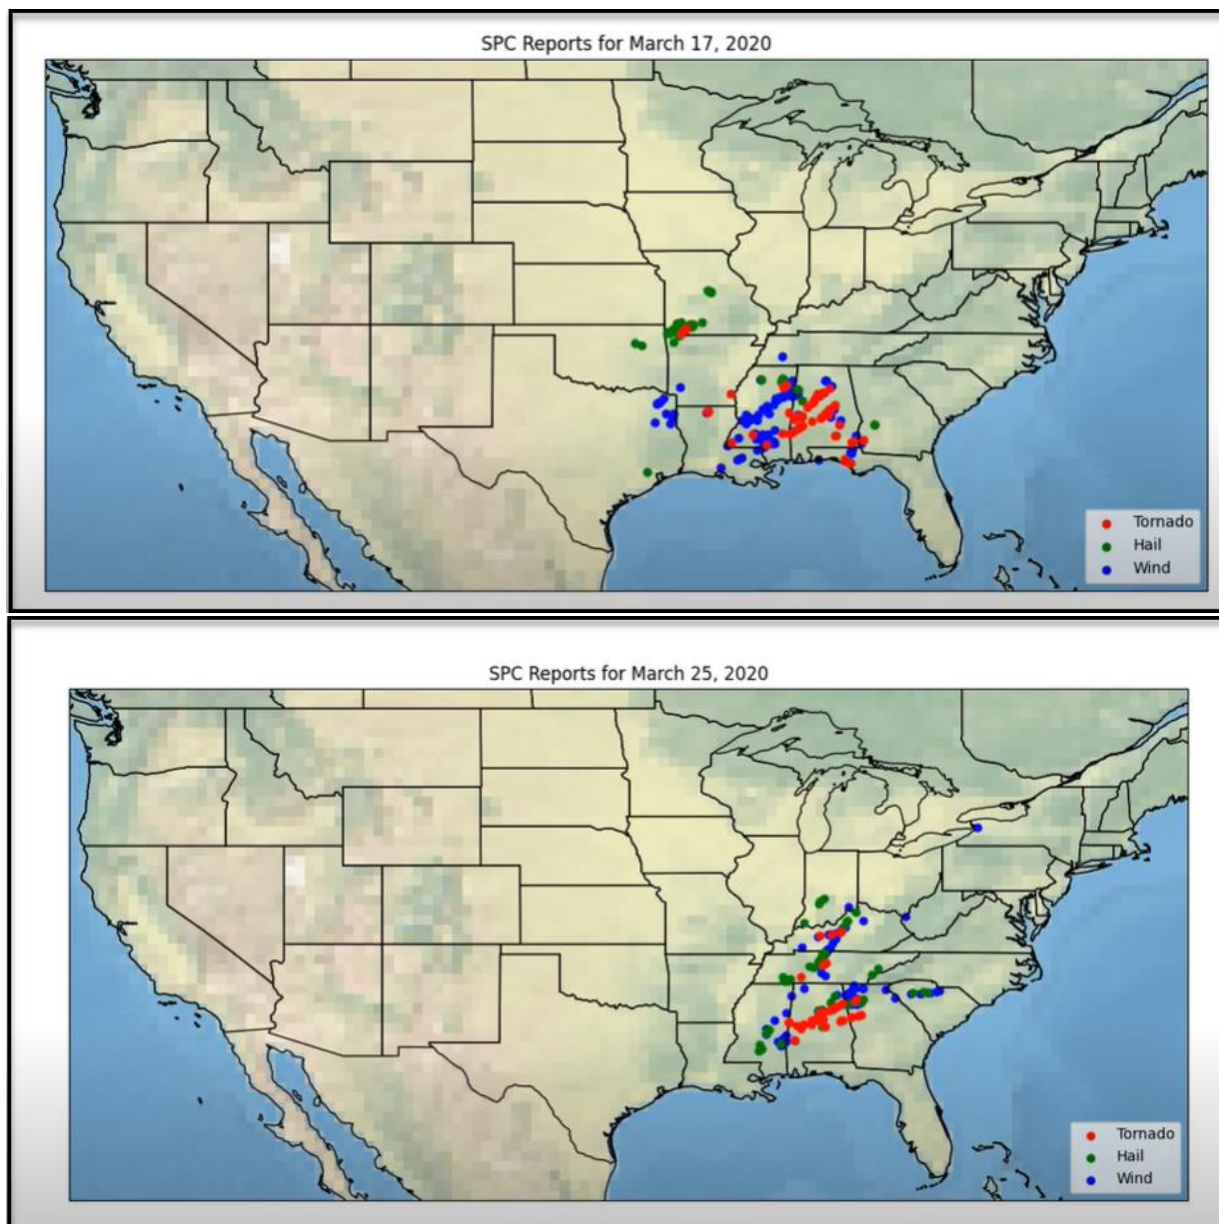 SPC Reports for March 17, 2020
Tornado
Hail
Wind
SPC Reports for March 25, 2020
Tornado
Hail
Wind